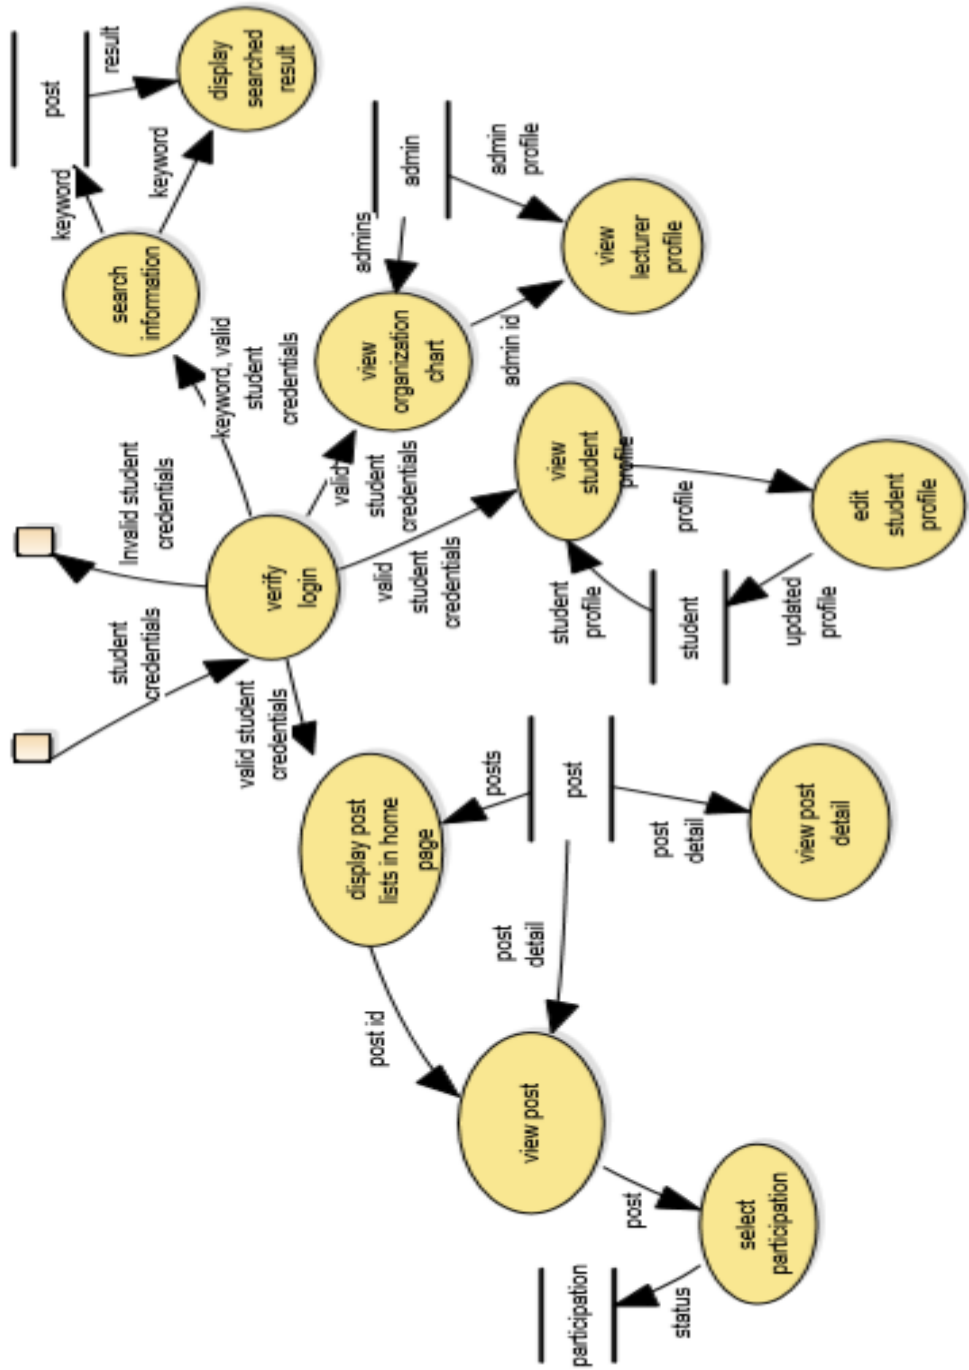 student
credentials
Invalid student
credentials
verify
login
valid student
credentials
keyword, valid
student
credentials
valid
student
credentials
valid
student
credentials
search
information
keyword
keyword
post
result
display
searched
result
view
organization
chart
admins
admin
admin
profile
admin id
view
lecturer
profile
view
student
profile
profile
edit
student
profile
updated
profile
student
student
profile
display post
lists in home
page
posts
post
post
detail
view post
detail
post
detail
post id
view post
post
select
participation
status
participation